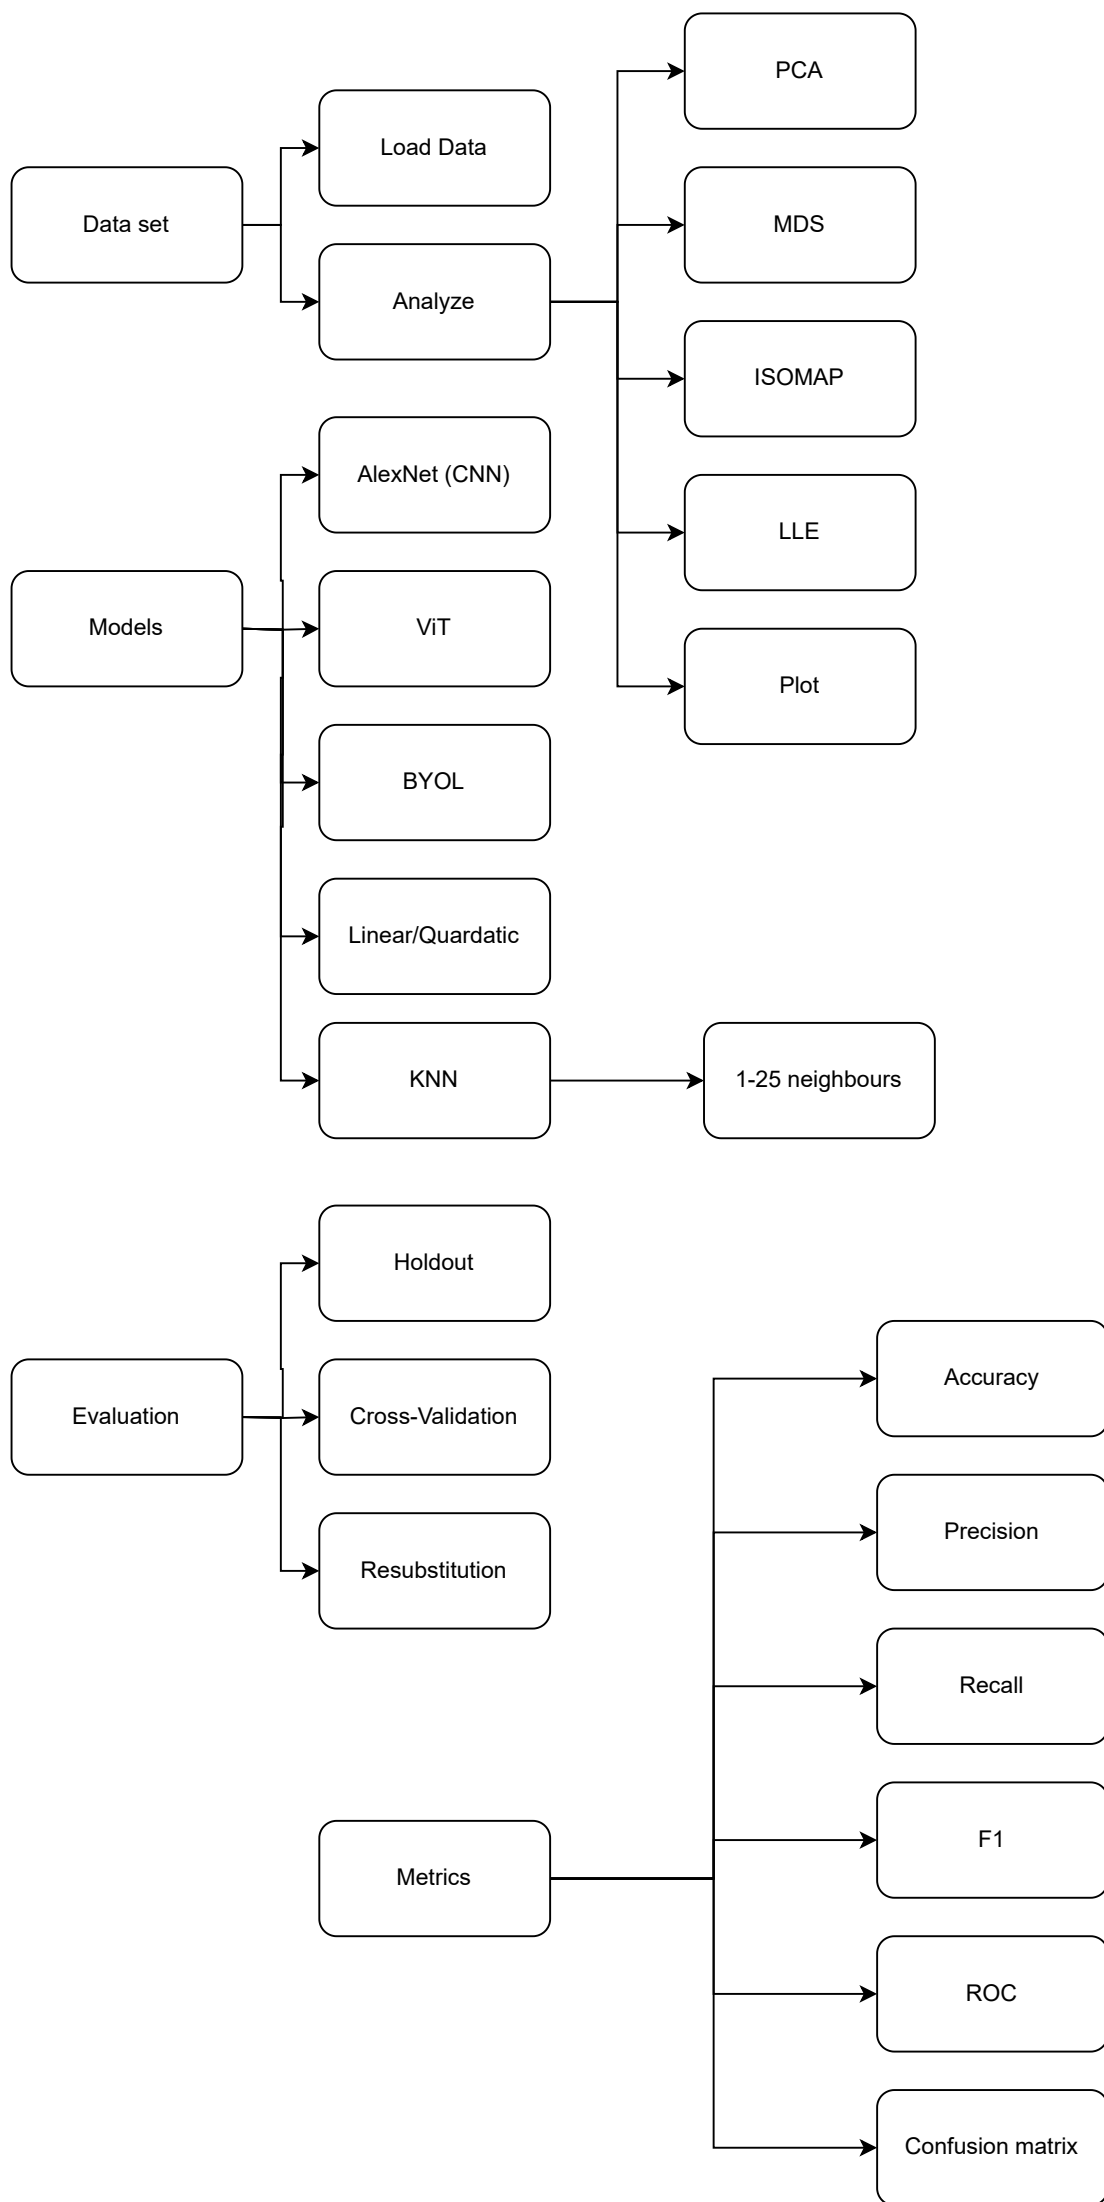 PCA
Load Data
Data set
MDS
Analyze
ISOMAP
AlexNet (CNN)
LLE
Models
ViT
Plot
BYOL
Linear/Quardatic
KNN
1-25 neighbours
Holdout
Accuracy
Evaluation
Cross-Validation
Precision
Resubstitution
Recall
F1
Metrics
ROC
Confusion matrix